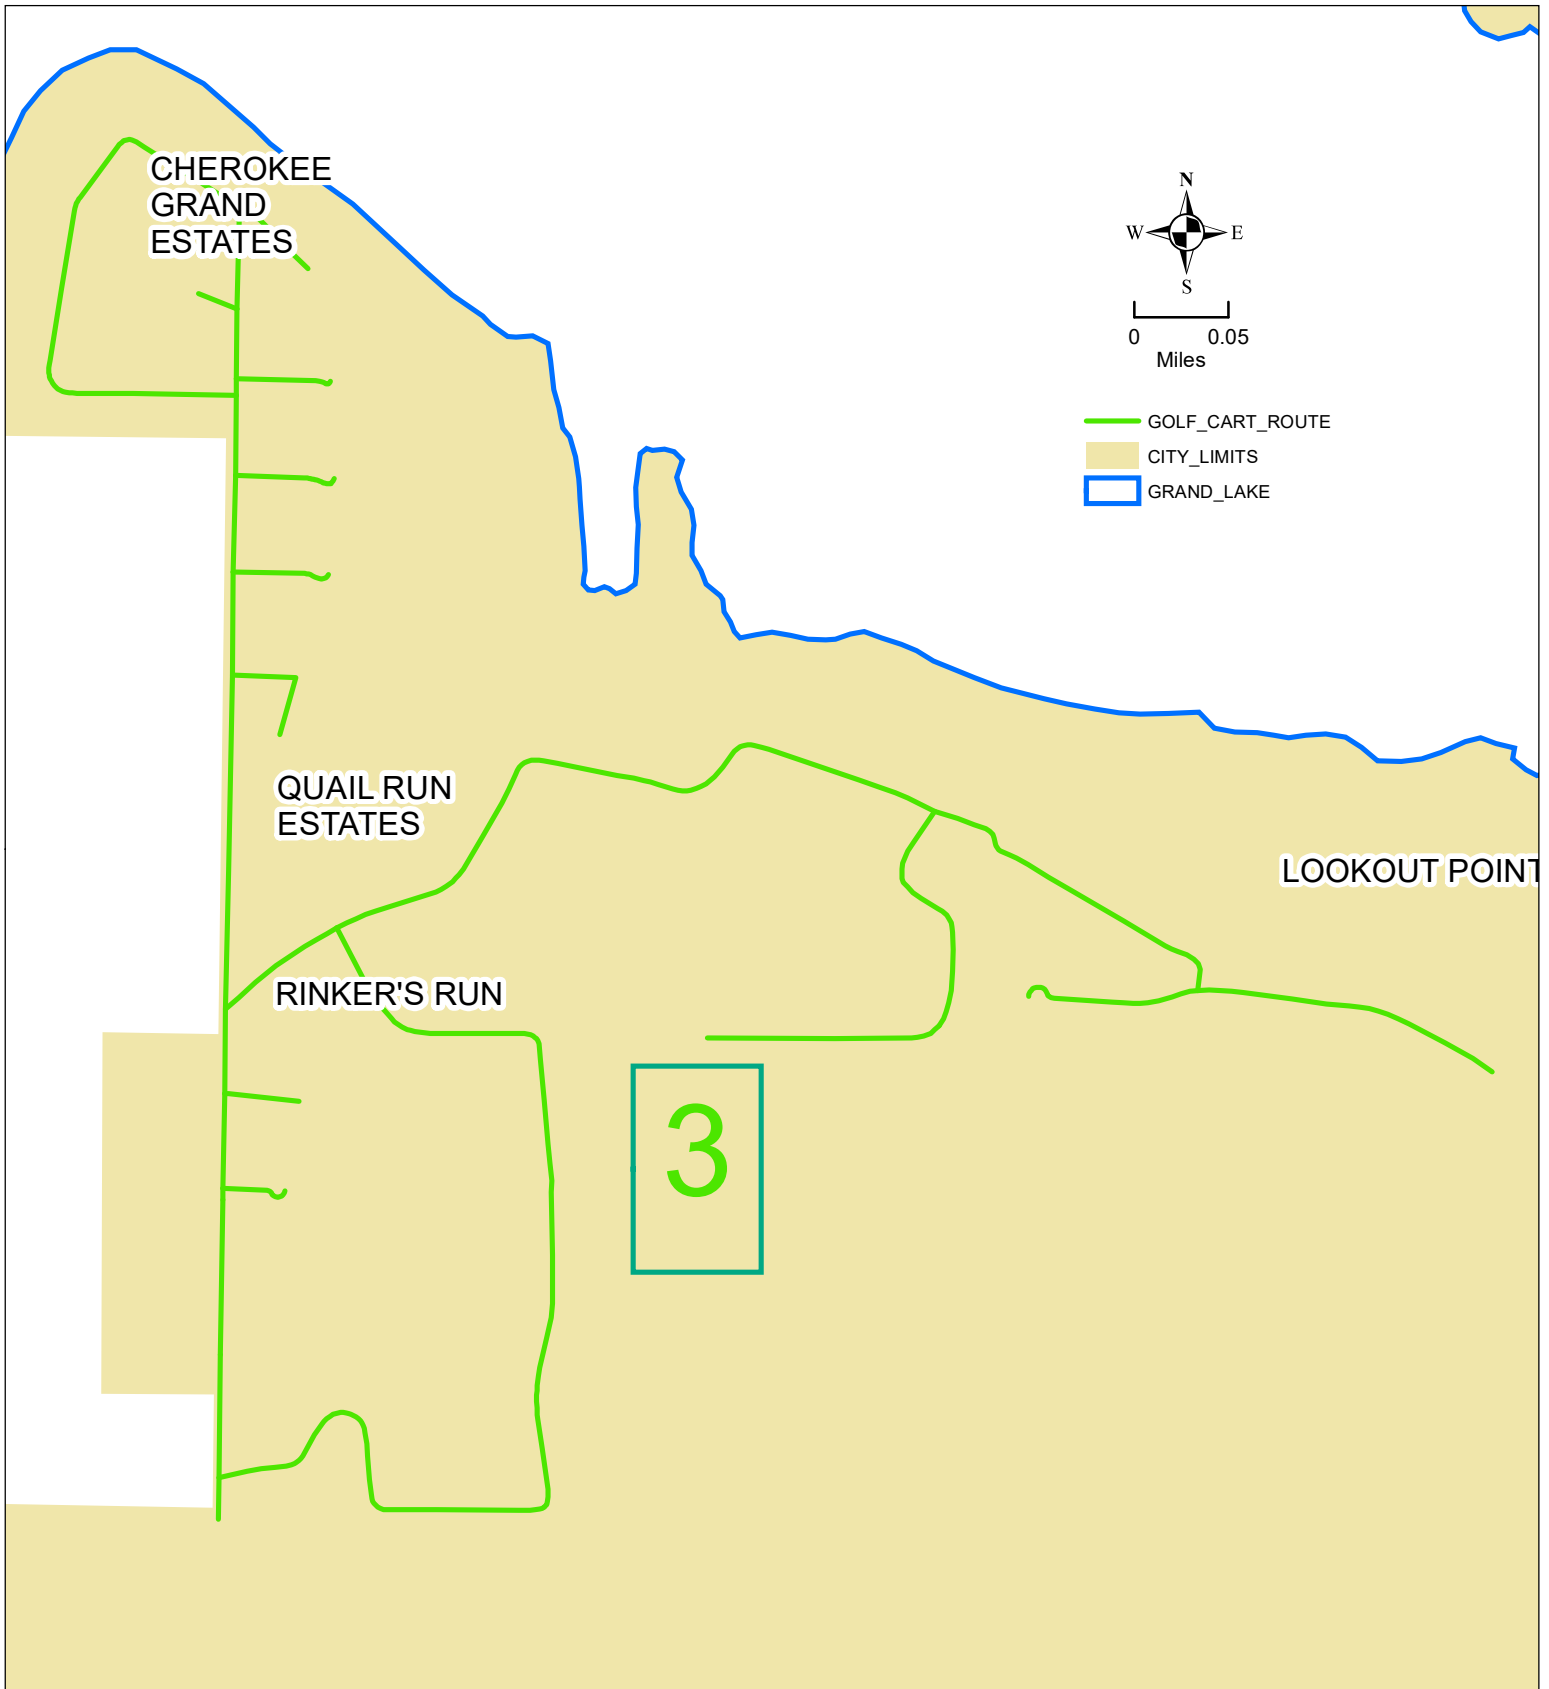 CHEROKEE
GRAND
ESTATES
N
W E
S
0 0.05
Miles
GOLF_CART_ROUTE
CITY_LIMITS
GRAND_LAKE
QUAIL RUN
ESTATES
LOOKOUT POINT
RINKER'S RUN
3